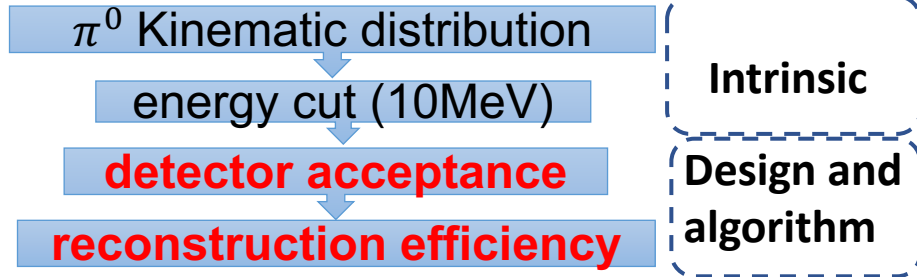 π⁰ Kinematic distribution
energy cut (10MeV)
detector acceptance
reconstruction efficiency
Intrinsic
Design and
algorithm